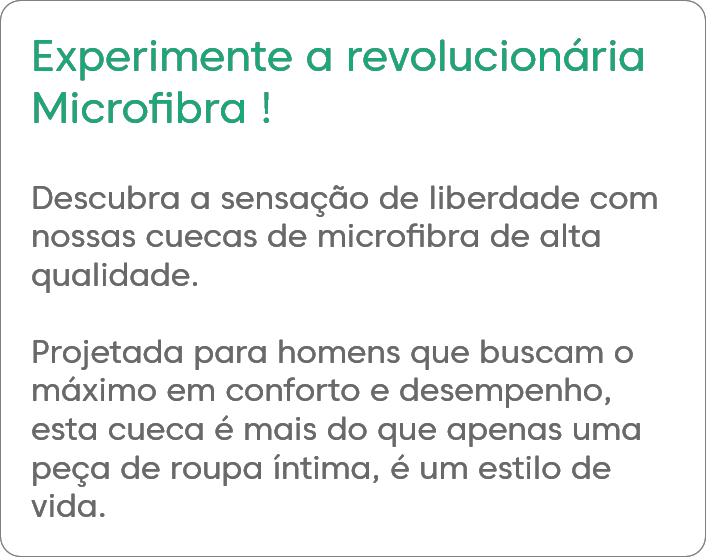 Experimente a revolucionária
Microfibra !
Descubra a sensação de liberdade com
nossas cuecas de microfibra de alta
qualidade.
Projetada para homens que buscam o
máximo em conforto e desempenho,
esta cueca é mais do que apenas uma
peça de roupa íntima, é um estilo de
vida.